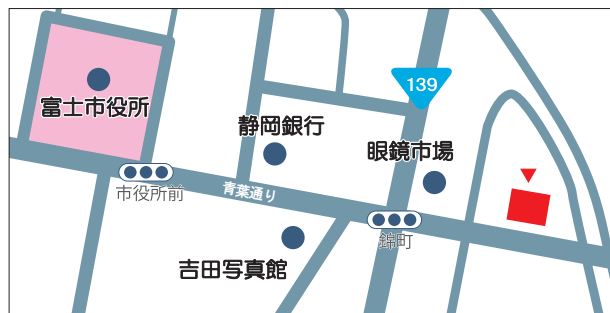 139
富士市役所
静岡銀行
眼鏡市場
市役所前
青葉通り
錦町
吉田写真館